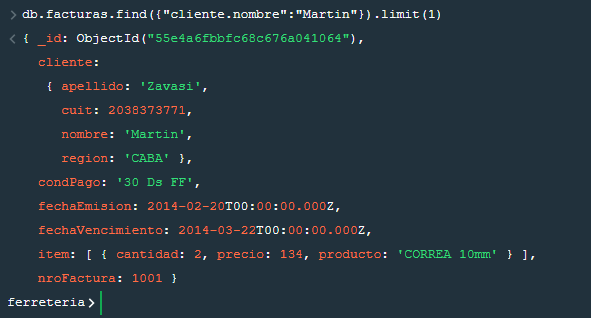 > db.facturas.find({"cliente.nombre":"Martin"}).limit(1)
< { _id: ObjectId("55e4a6fbbfc68c676a041064"),
cliente:
{ apellido: 'Zavasi',
cuit: 2038373771,
nombre: 'Martin',
region: 'CABA' },
condPago: '30 Ds FF',
fechaEmision: 2014-02-20T00:00:00.000Z,
fechaVencimiento: 2014-03-22T00:00:00.000Z,
item: [ { cantidad: 2, precio: 134, producto: 'CORREA 10mm' } ],
nroFactura: 1001 }
ferreteria>